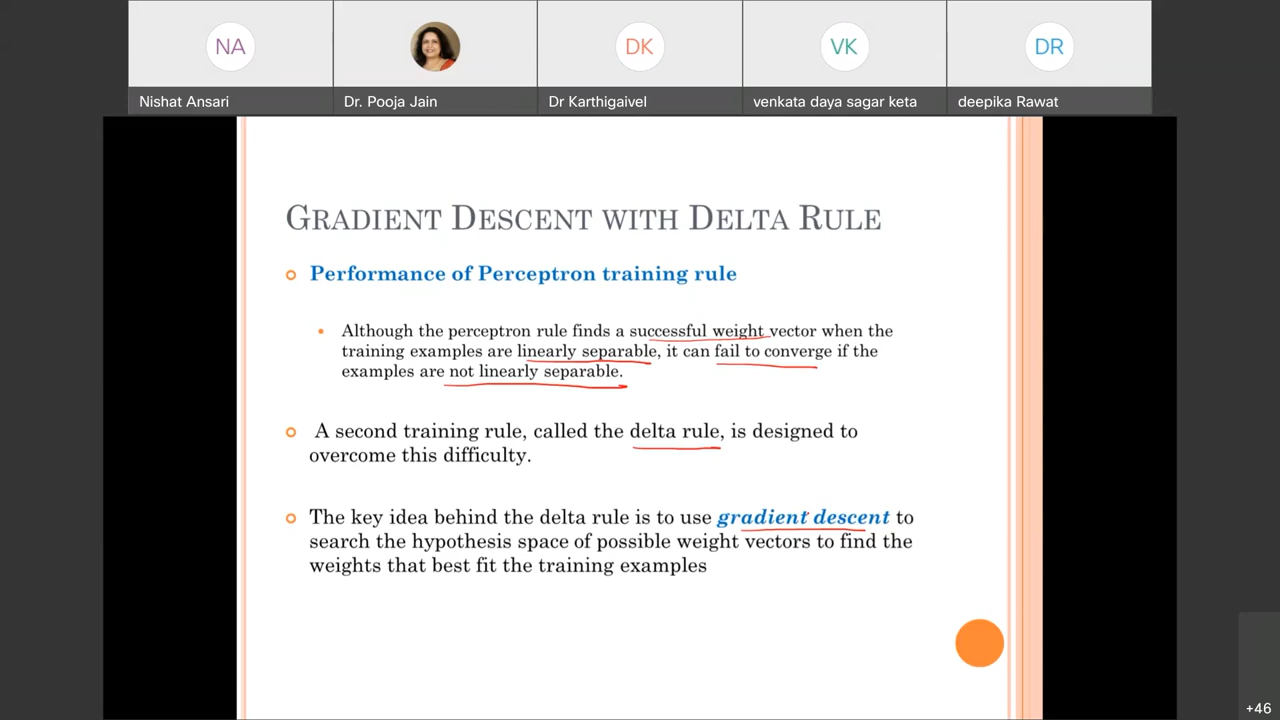 NA
DK
VK
DR
Nishat Ansari
Dr. Pooja Jain
Dr Karthigaivel
venkata daya sagar keta
deepika Rawat
GRADIENT DESCENT WITH DELTA RULE
Performance of Perceptron training rule
Although the perceptron rule finds a successful weight vector when the
training examples are linearly separable, it can fail to converge if the
examples are not linearly separable.
A second training rule, called the delta rule, is designed to
overcome this difficulty.
The key idea behind the delta rule is to use gradient descent to
search the hypothesis space of possible weight vectors to find the
weights that best fit the training examples
+46